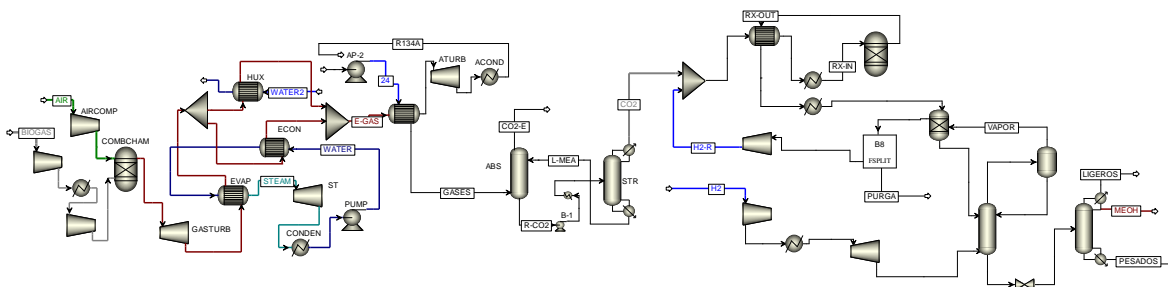 RX-OUT
R134A
AP-2
ATURB
ACOND
HUX
24
RX-IN
WATER2
CO2
AIR
AIRCOMP
E-GAS
CO2-E
BIOGAS
COMBCHAM
ECON
H2-R
VAPOR
WATER
ABS
L-MEA
B8
FSPLIT
LIGEROS
EVAP
STEAM
ST
STR
H2
GASES
PURGA
PUMP
MEOH
B-1
GASTURB
CONDEN
R-CO2
PESADOS